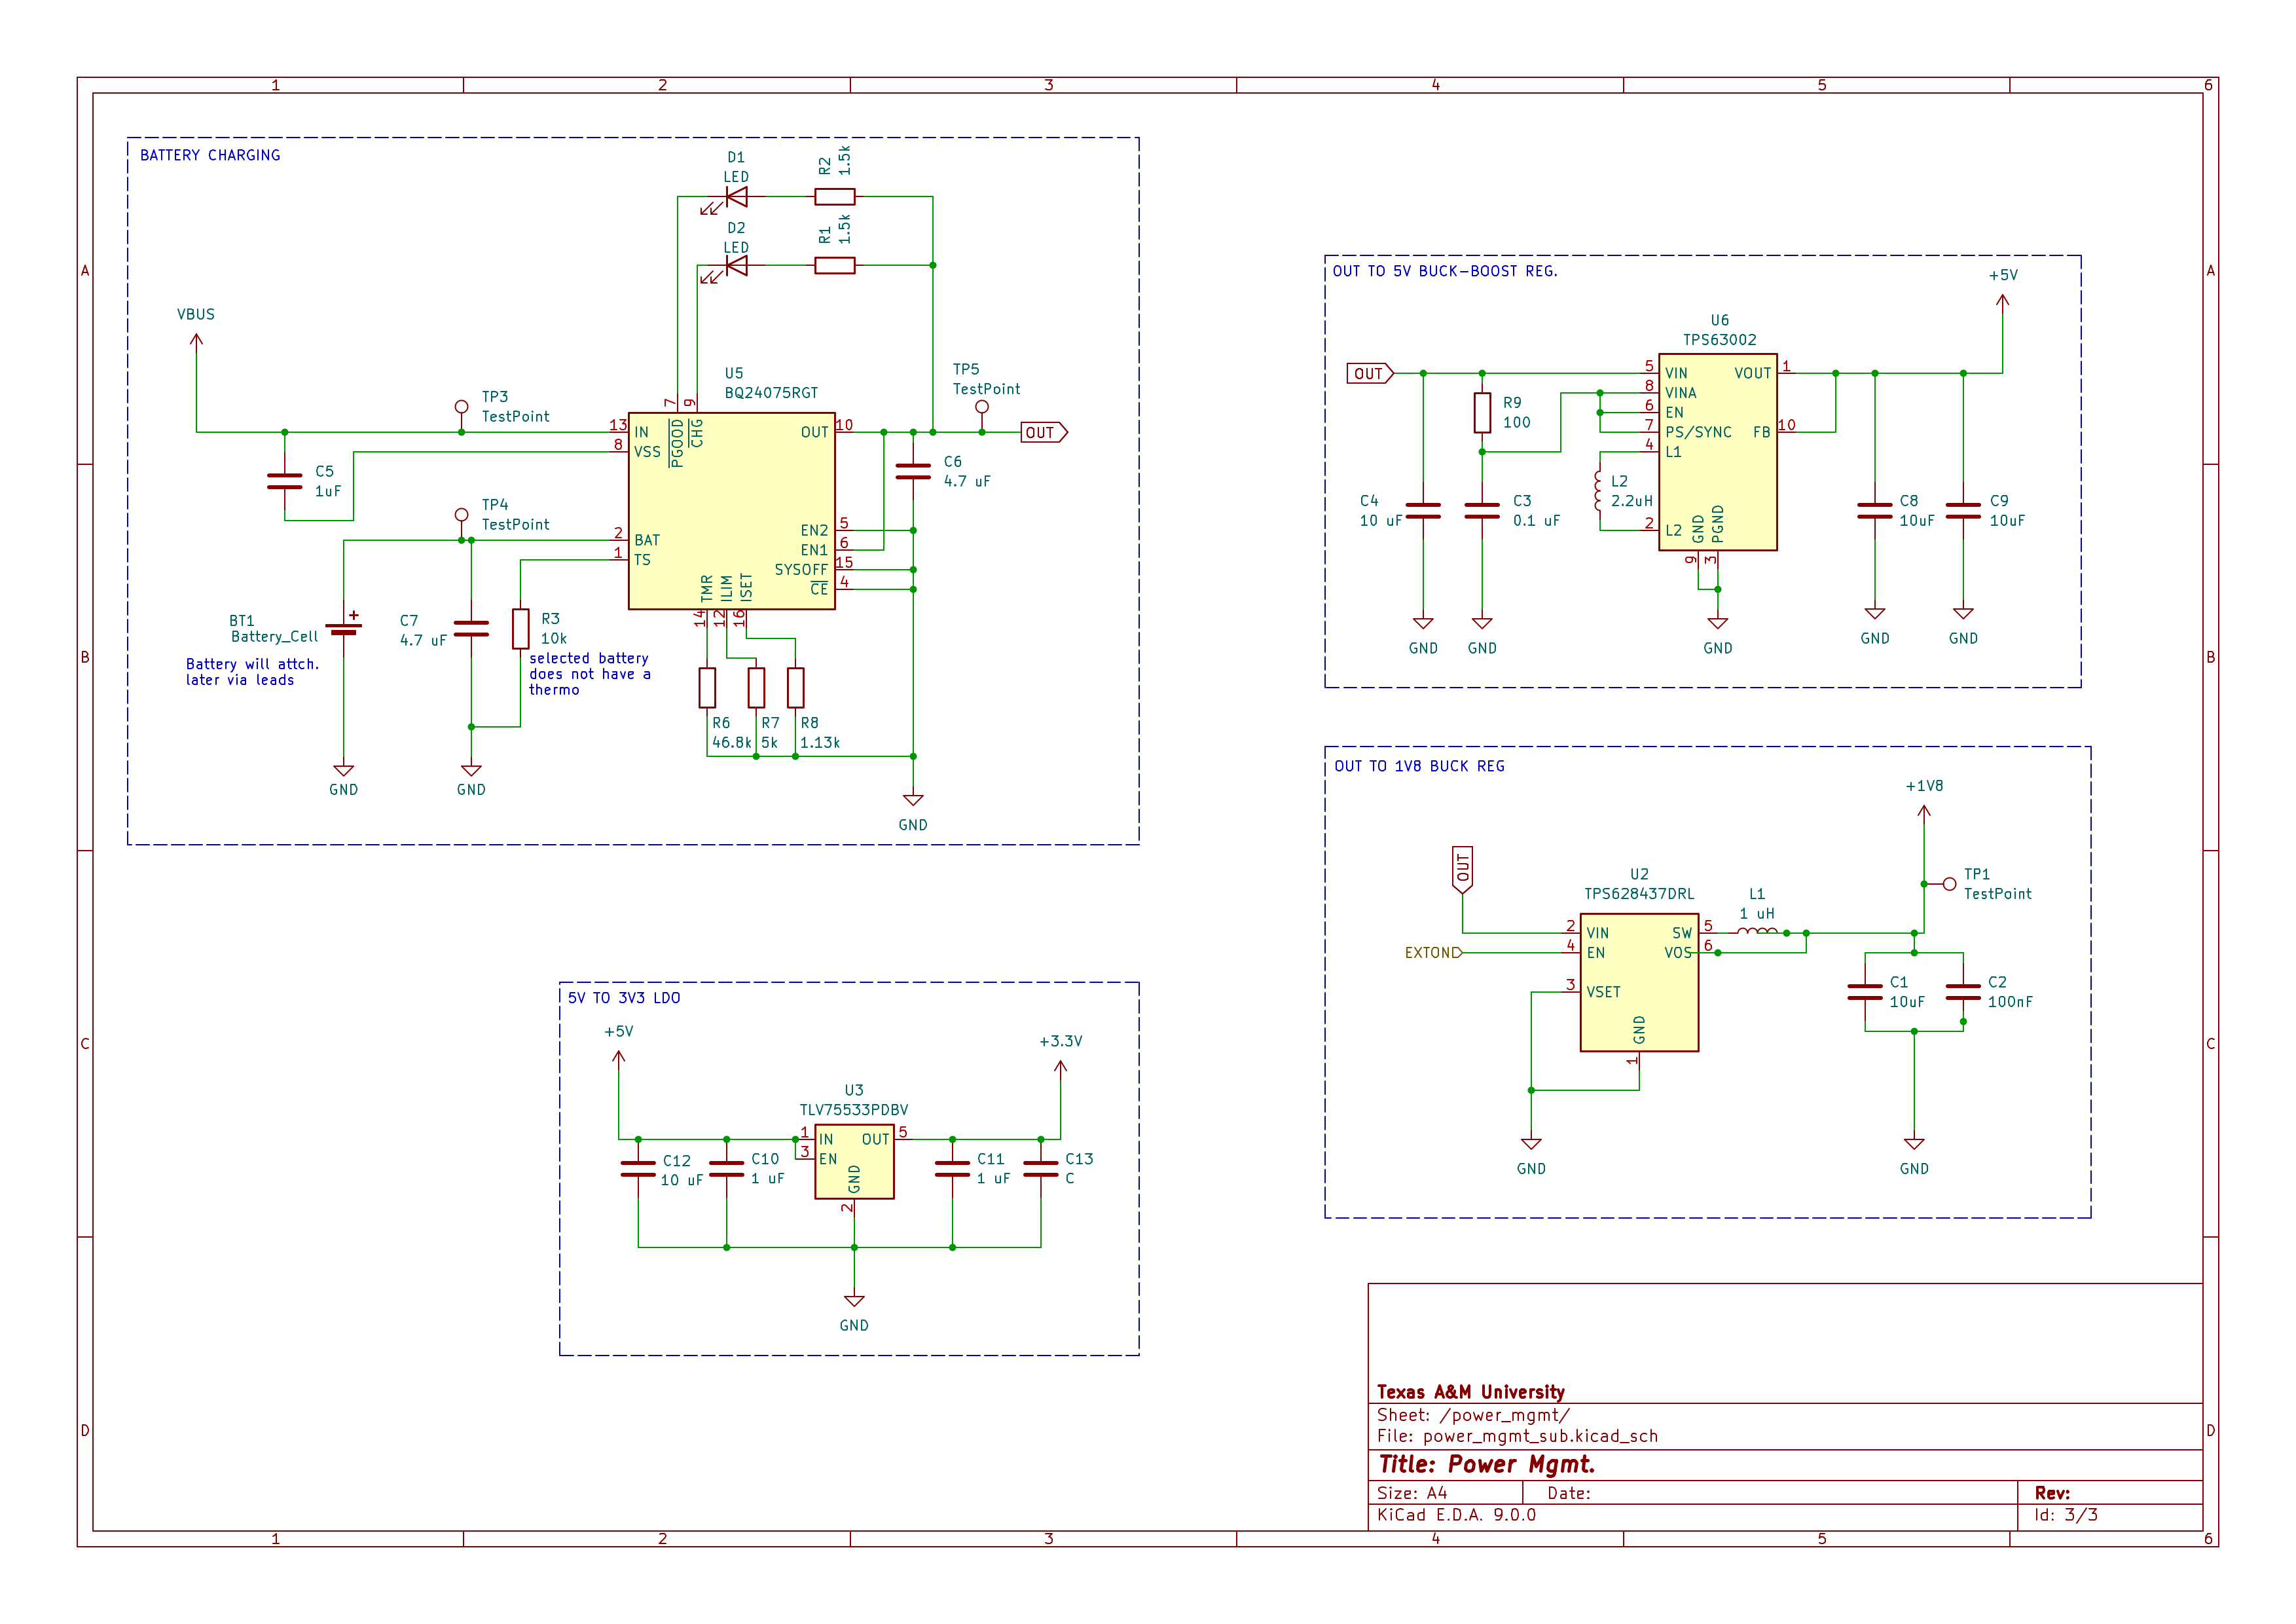 1 2 3 4 5 6
A
B
C
D
BATTERY CHARGING
D1
LED
R2
1.5k
D2
LED
R1
1.5k
VBUS
TP3
TestPoint
U5
BQ24075RGT
TP5
TestPoint
7
9
PGOOD
CHG
13
IN
8
VSS
OUT
10
OUT
C5
1uF
C6
4.7 uF
TP4
TestPoint
2
BAT
1
TS
EN2
5
EN1
6
SYSOFF
15
CE
4
TMR
ILIM
ISET
14
12
16
BT1
Battery_Cell
Battery will attch.
later via leads
C7
4.7 uF
R3
10k
selected battery
does not have a
thermo
R6
46.8k
R7
5k
R8
1.13k
GND
GND
GND
OUT TO 5V BUCK-BOOST REG.
+5V
U6
TPS63002
OUT
5
VIN
VOUT
1
8
VINA
6
EN
7
PS/SYNC
FB
10
4
L1
2
L2
GND
PGND
9
3
R9
100
L2
2.2uH
C4
10 uF
C3
0.1 uF
C8
10uF
C9
10uF
GND
GND
GND
GND
GND
OUT TO 1V8 BUCK REG
+1V8
OUT
U2
TPS628437DRL
L1
1 uH
TP1
TestPoint
2
VIN
SW
5
EXTON
4
EN
VOS
6
3
VSET
GND
1
C1
10uF
C2
100nF
GND
GND
5V TO 3V3 LDO
+5V
+3.3V
U3
TLV75533PDBV
1
IN
OUT
5
3
EN
GND
2
C12
10 uF
C10
1 uF
C11
1 uF
C13
C
GND
Texas A&M University
Sheet: /power_mgmt/
File: power_mgmt_sub.kicad_sch
Title: Power Mgmt.
Size: A4 Date: Rev:
KiCad E.D.A. 9.0.0 Id: 3/3
A
B
C
D
1 2 3 4 5 6